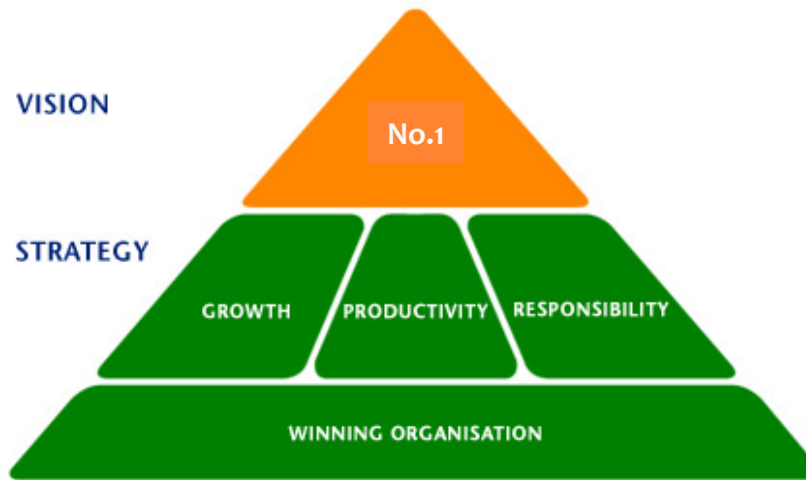 VISION
No.1
STRATEGY
GROWTH
PRODUCTIVITY
RESPONSIBILITY
WINNING ORGANISATION